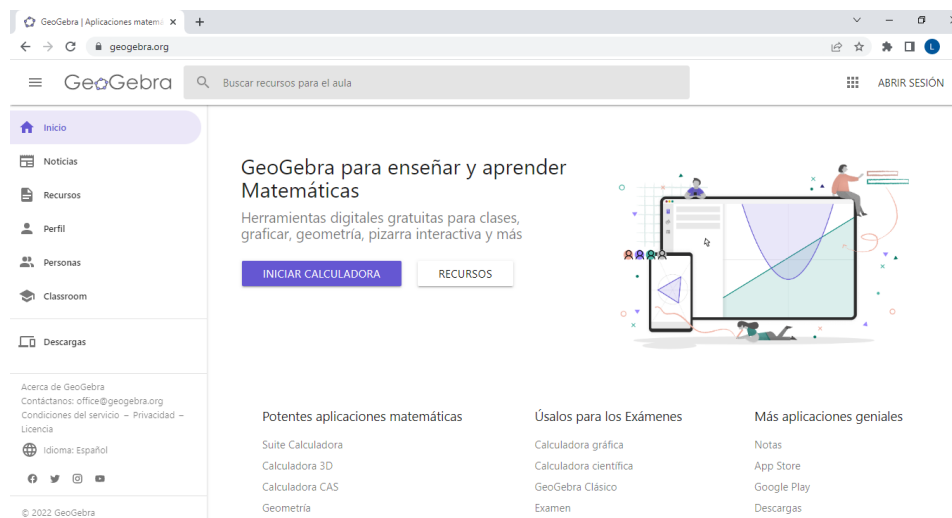 GeoGebra | Aplicaciones matemá
geogebra.org
L
GeoGebra
Buscar recursos para el aula
ABRIR SESIÓN
Inicio
Noticias
Recursos
Perfil
Personas
Classroom
Descargas
Acerca de GeoGebra
Contáctanos: office@geogebra.org
Condiciones del servicio – Privacidad –
Licencia
Idioma: Español
© 2022 GeoGebra
GeoGebra para enseñar y aprender
Matemáticas
Herramientas digitales gratuitas para clases,
graficar, geometría, pizarra interactiva y más
INICIAR CALCULADORA
RECURSOS
Potentes aplicaciones matemáticas
Suite Calculadora
Calculadora 3D
Calculadora CAS
Geometría
Úsalos para los Exámenes
Calculadora gráfica
Calculadora científica
GeoGebra Clásico
Examen
Más aplicaciones geniales
Notas
App Store
Google Play
Descargas